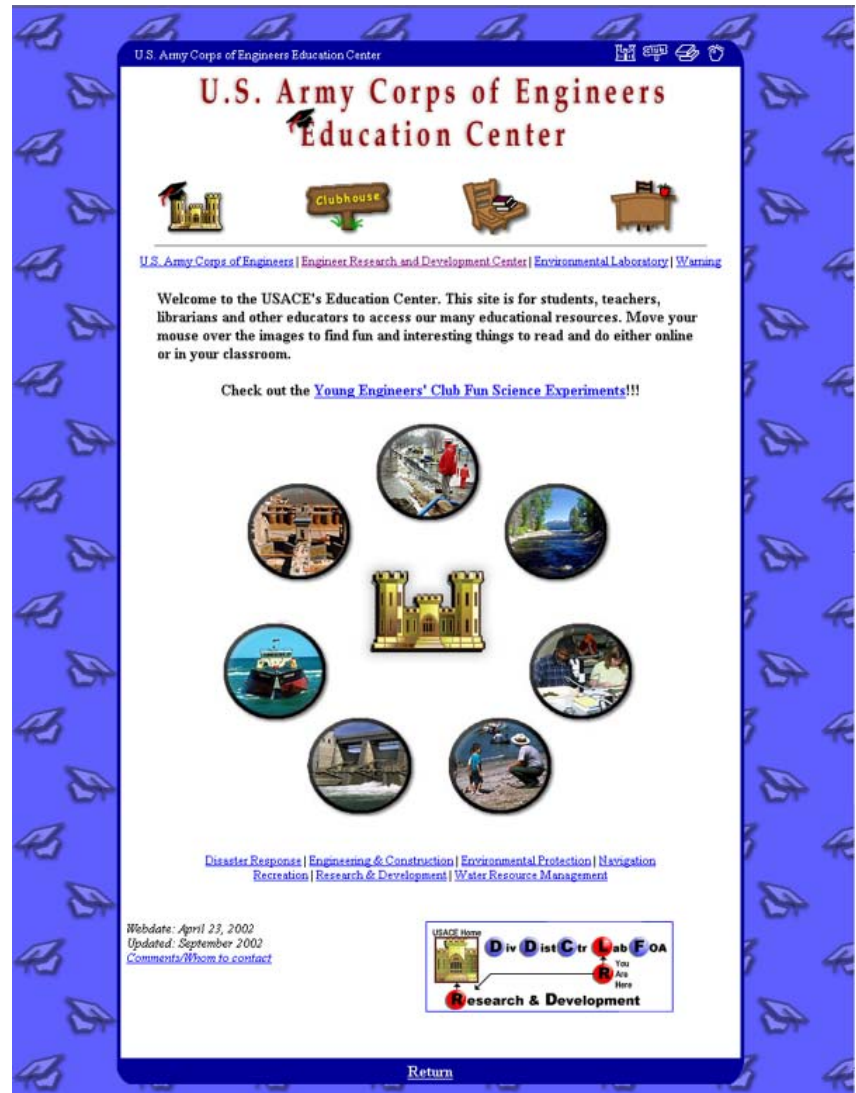 U.S. Army Corps of Engineers Education Center
Club
U.S. Army Corps of Engineers
Education Center
Clubhouse
U.S. Army Corps of Engineers | Engineer Research and Development Center | Environmental Laboratory | Warning
Welcome to the USACE's Education Center. This site is for students, teachers,
librarians and other educators to access our many educational resources. Move your
mouse over the images to find fun and interesting things to read and do either online
or in your classroom.
Check out the Young Engineers' Club Fun Science Experiments!!!
Disaster Response | Engineering & Construction | Environmental Protection | Navigation
Recreation | Research & Development | Water Resource Management
Webdate: April 23, 2002
Updated: September 2002
Comments/Whom to contact
USACE Home
Div Dist Ctr Lab FOA
R
You
Are
Here
Research & Development
Return